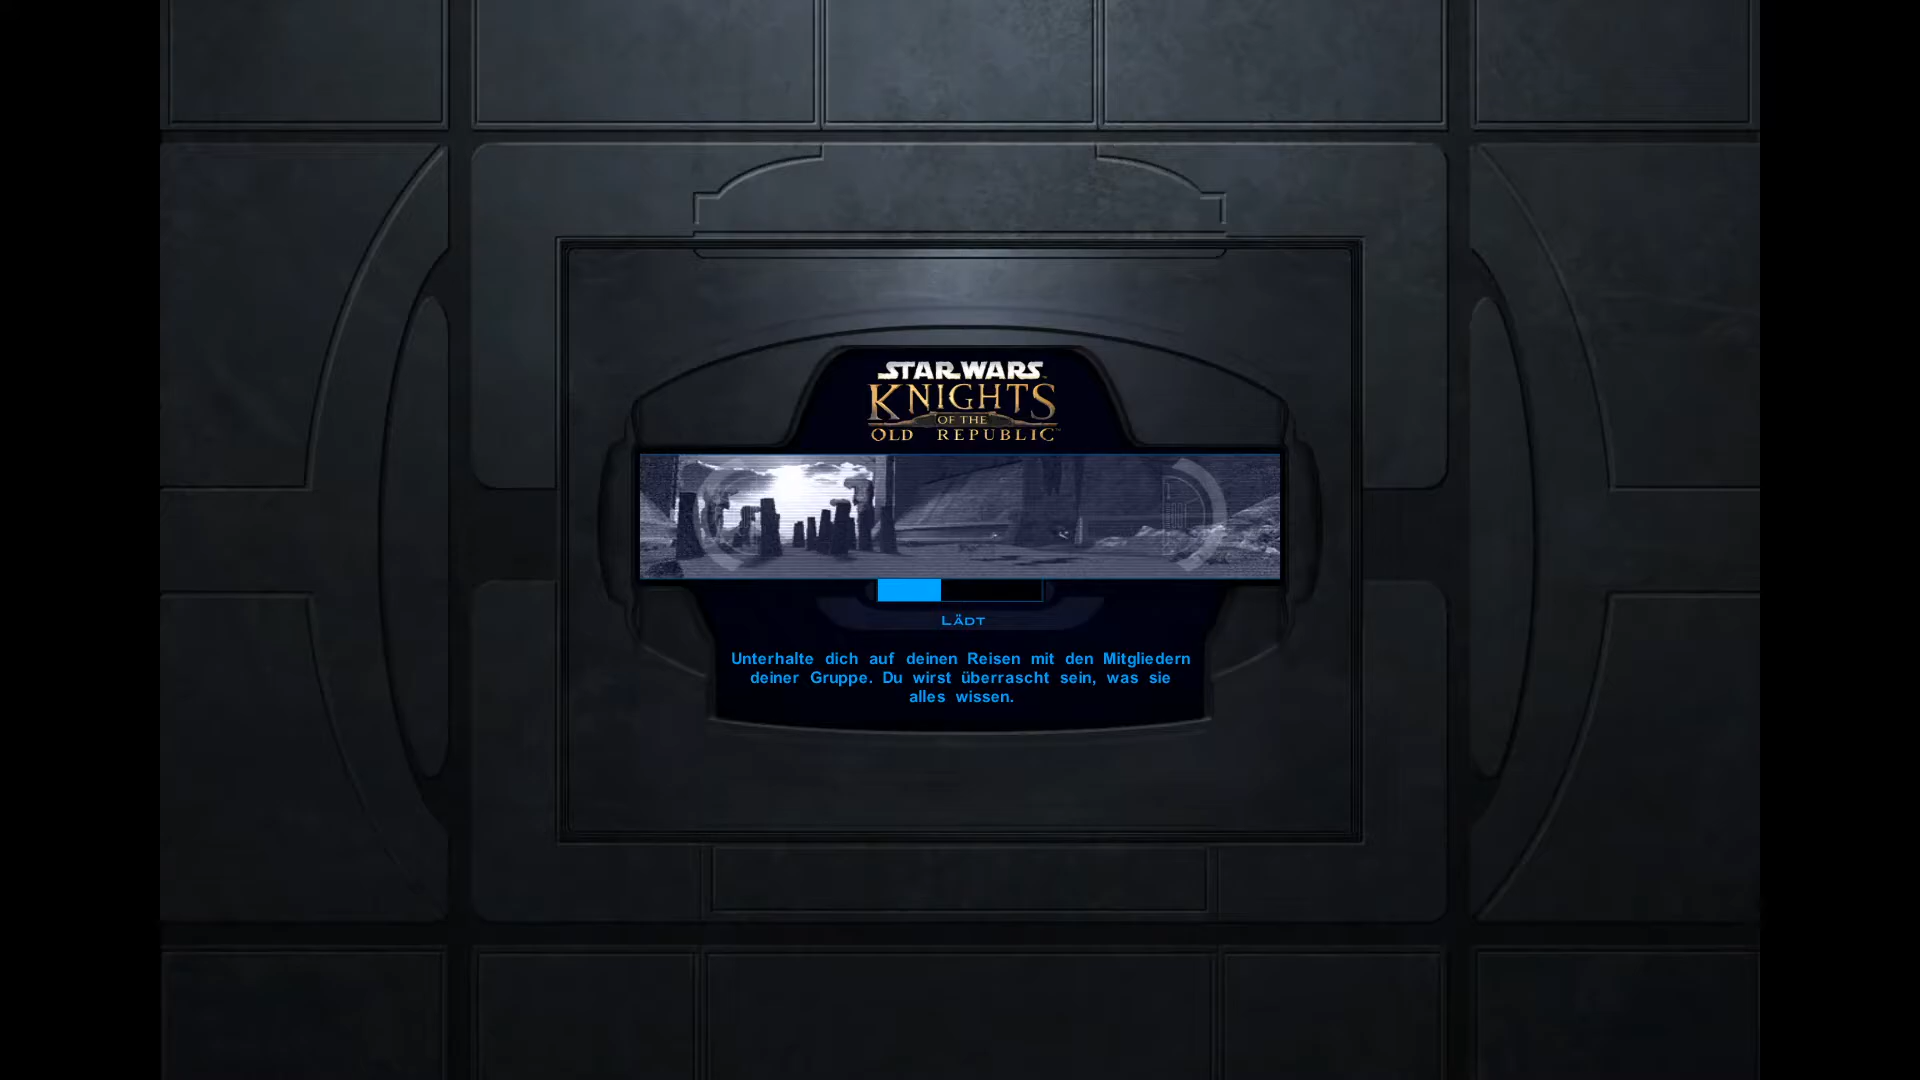 STAR WARS
KNIGHTS
OF THE
OLD REPUBLIC™
LÄDT
Unterhalte dich auf deinen Reisen mit den Mitgliedern
deiner Gruppe. Du wirst überrascht sein, was sie
alles wissen.